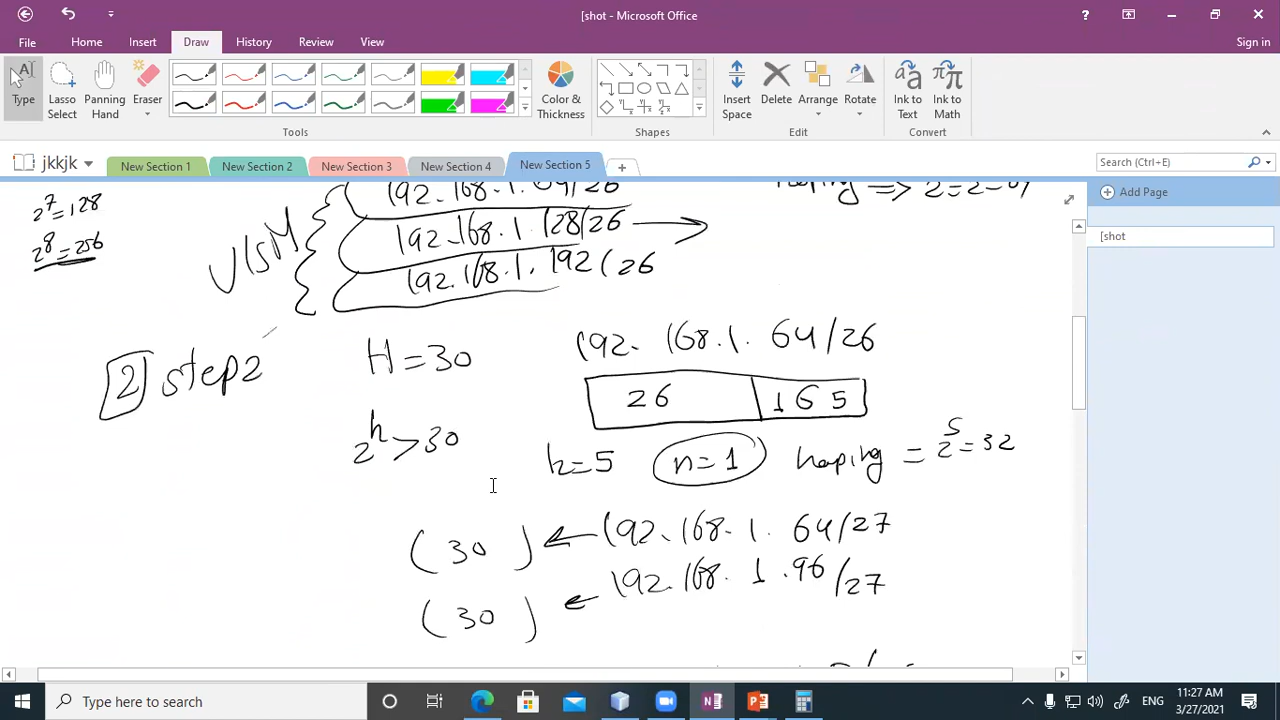 [shot - Microsoft Office
Sign in
File Home Insert Draw History Review View
Type
Lasso Select
Panning Hand
Eraser
Color & Thickness
Insert Space
Delete
Arrange
Rotate
Ink to Text
Ink to Math
Tools
Shapes
Edit
Convert
jkkjk
New Section 1
New Section 2
New Section 3
New Section 4
New Section 5
Search (Ctrl+E)
Add Page
[shot
2^7=128
2^8=256
VLSM
192.168.1.64/26
192.168.1.128/26
192.168.1.192/26
2 step2
H=30
192.168.1.64/26
26 | 1 6 5
2^h>30
h=5 n=1 hoping = 2^5=32
(30) ← 192.168.1.64/27
(30) ← 192.168.1.96/27
Type here to search
ENG
11:27 AM
3/27/2021